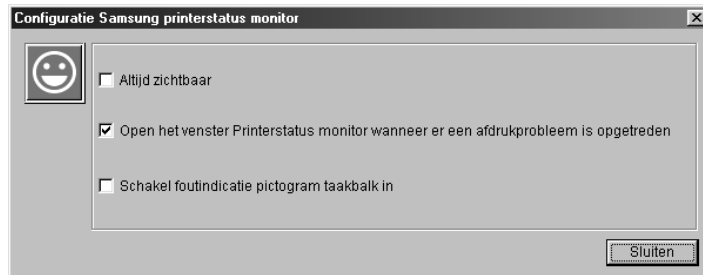 Configuratie Samsung printerstatus monitor
Altijd zichtbaar
Open het venster Printerstatus monitor wanneer er een afdrukprobleem is opgetreden
Schakel foutindicatie pictogram taakbalk in
Sluiten